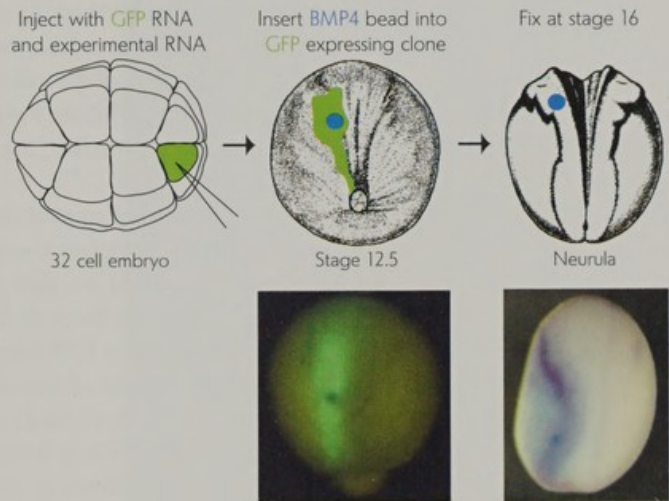 Inject with GFP RNA
and experimental RNA
Insert BMP4 bead into
GFP expressing clone
Fix at stage 16
32 cell embryo
Stage 12.5
Neurula